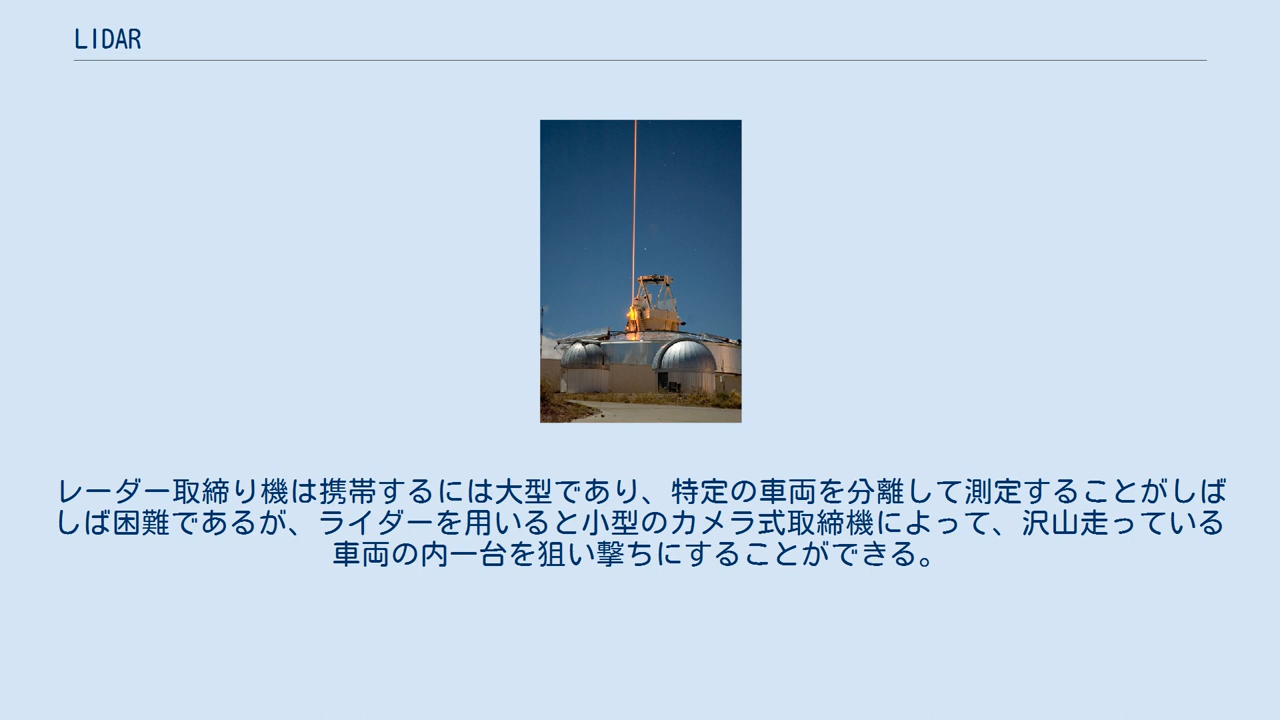 LIDAR
レーダー取締り機は携帯するには大型であり、特定の車両を分離して測定することがしば
しば困難であるが、ライダーを用いると小型のカメラ式取締機によって、沢山走っている
車両の内一台を狙い撃ちにすることができる。